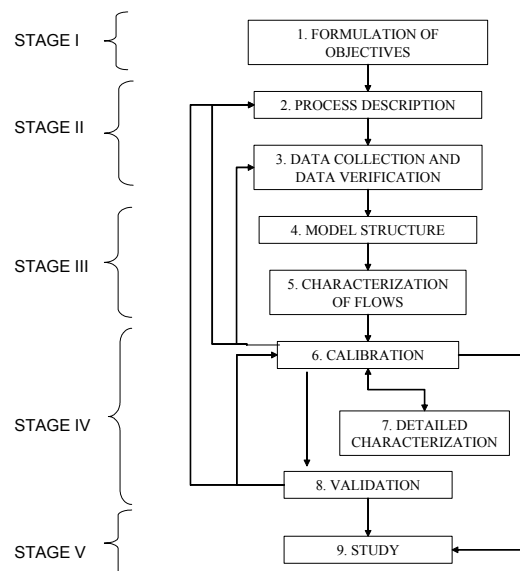 STAGE I
1. FORMULATION OF
OBJECTIVES
STAGE II
2. PROCESS DESCRIPTION
3. DATA COLLECTION AND
DATA VERIFICATION
STAGE III
4. MODEL STRUCTURE
5. CHARACTERIZATION
OF FLOWS
STAGE IV
6. CALIBRATION
7. DETAILED
CHARACTERIZATION
8. VALIDATION
STAGE V
9. STUDY